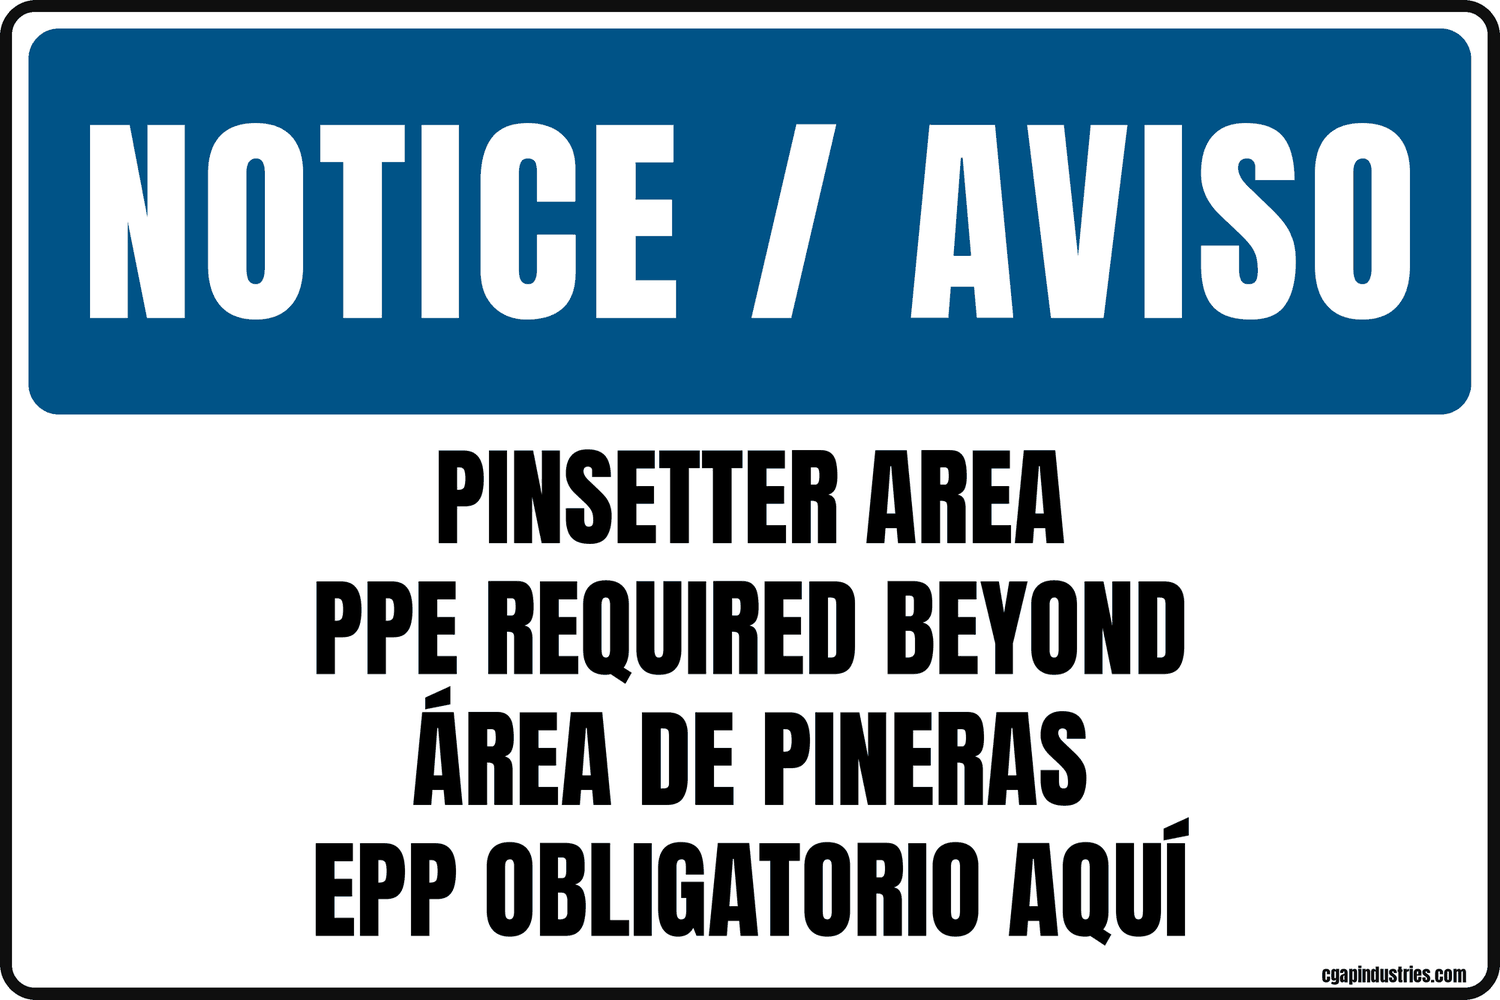 NOTICE / AVISO
PINSETTER AREA
PPE REQUIRED BEYOND
ÁREA DE PINERAS
EPP OBLIGATORIO AQUÍ
cgapindustries.com